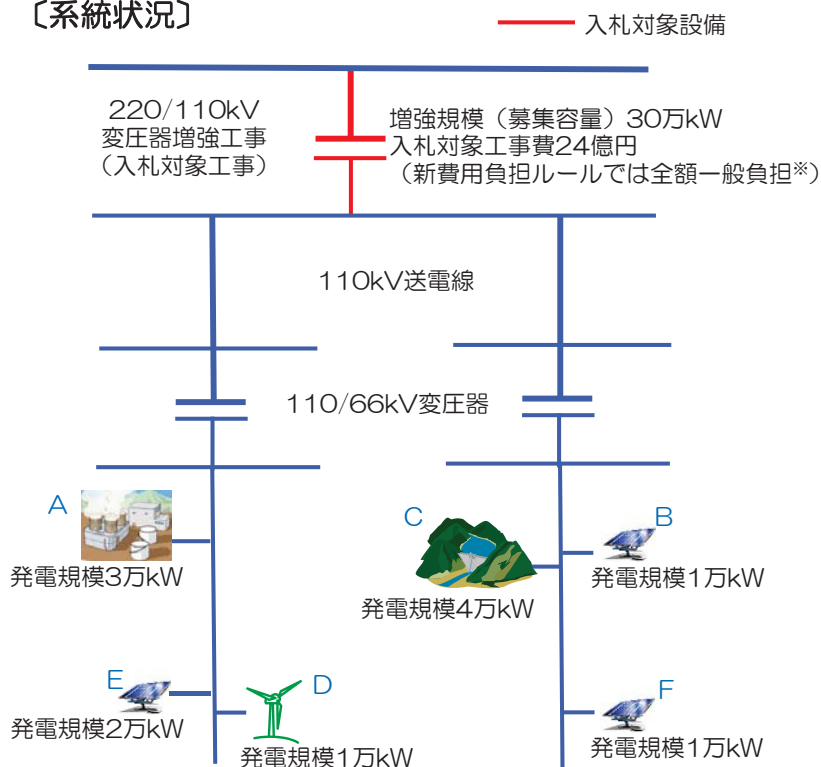 〔系統状況〕
入札対象設備
220/110kV
変圧器増強工事
（入札対象工事）
増強規模（募集容量）30万kW
入札対象工事費24億円
（新費用負担ルールでは全額一般負担※）
110kV送電線
110/66kV変圧器
A
発電規模3万kW
C
発電規模4万kW
B
発電規模1万kW
E
発電規模2万kW
D
発電規模1万kW
F
発電規模1万kW